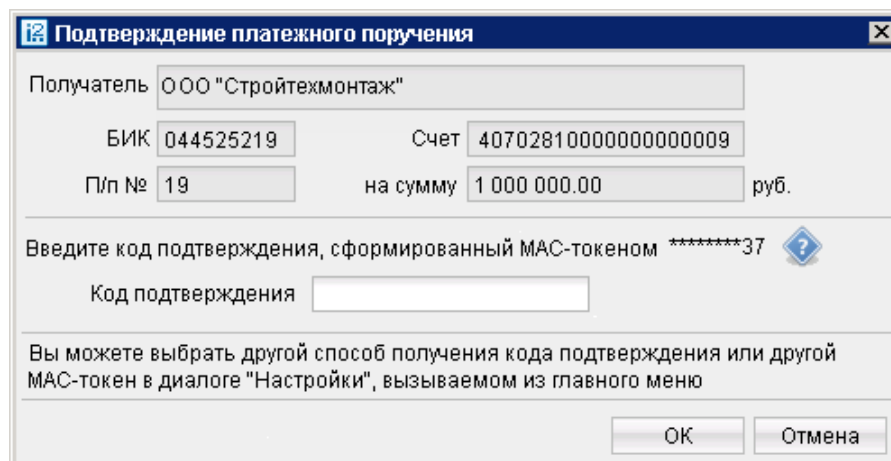 Подтверждение платежного поручения
Получатель ООО "Стройтехмонтаж"
БИК 044525219 Счет 40702810000000000009
П/п № 19 на сумму 1 000 000.00 руб.
Введите код подтверждения, сформированный MAC-токеном ********37 ?
Код подтверждения
Вы можете выбрать другой способ получения кода подтверждения или другой
MAC-токен в диалоге "Настройки", вызываемом из главного меню
ОК Отмена